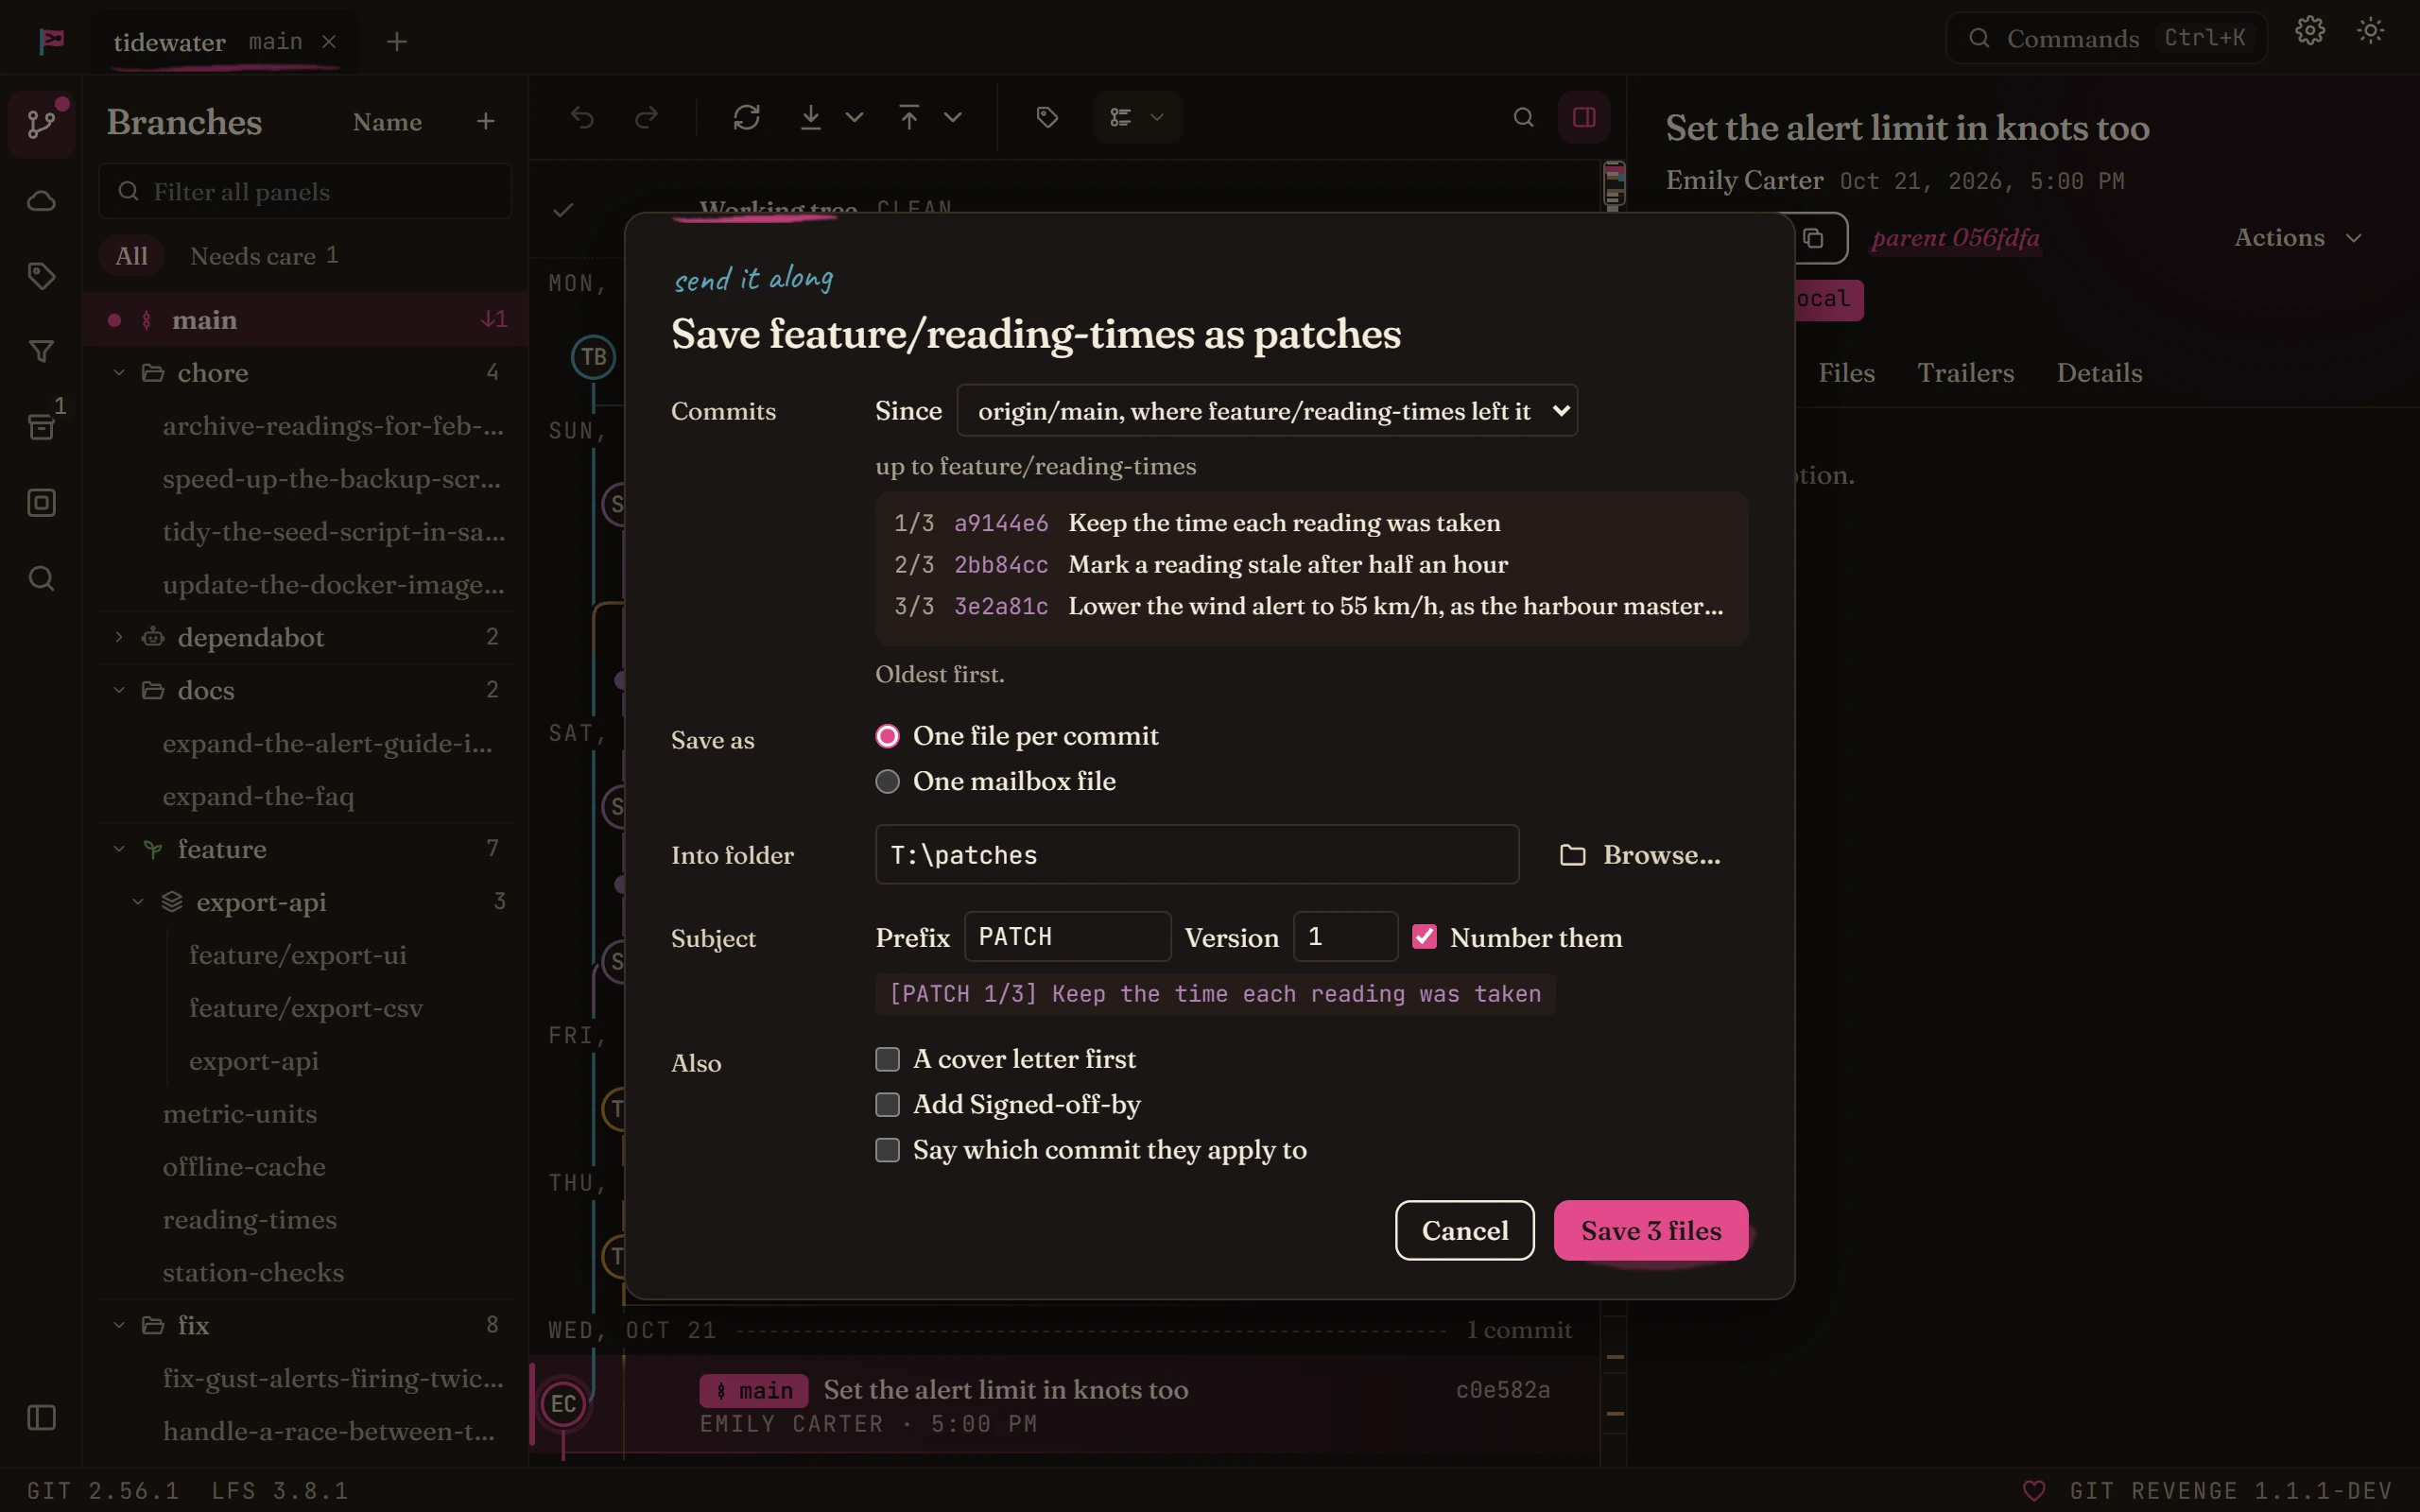 tidewater main
Commands Ctrl+K
Branches Name
Filter all panels
All Needs care 1
main ↓1
chore 4
archive-readings-for-feb-...
speed-up-the-backup-scr...
tidy-the-seed-script-in-sa...
update-the-docker-image...
dependabot 2
docs 2
expand-the-alert-guide-i...
expand-the-faq
feature 7
export-api 3
feature/export-ui
feature/export-csv
export-api
metric-units
offline-cache
reading-times
station-checks
fix 8
fix-gust-alerts-firing-twic...
handle-a-race-between-t...
1
Working tree CLEAN
MON,
TB
SUN,
S
SAT,
S
S
FRI,
T
THU,
T
WED, OCT 21 1 commit
EC main Set the alert limit in knots too c0e582a
EMILY CARTER · 5:00 PM
send it along
Save feature/reading-times as patches
Commits Since origin/main, where feature/reading-times left it
up to feature/reading-times
1/3 a9144e6 Keep the time each reading was taken
2/3 2bb84cc Mark a reading stale after half an hour
3/3 3e2a81c Lower the wind alert to 55 km/h, as the harbour master...
Oldest first.
Save as One file per commit
One mailbox file
Into folder T:\patches Browse...
Subject Prefix PATCH Version 1 Number them
[PATCH 1/3] Keep the time each reading was taken
Also A cover letter first
Add Signed-off-by
Say which commit they apply to
Cancel Save 3 files
Set the alert limit in knots too
Emily Carter Oct 21, 2026, 5:00 PM
parent 056fdfa Actions
ocal
Files Trailers Details
tion.
GIT 2.56.1 LFS 3.8.1
GIT REVENGE 1.1.1-DEV